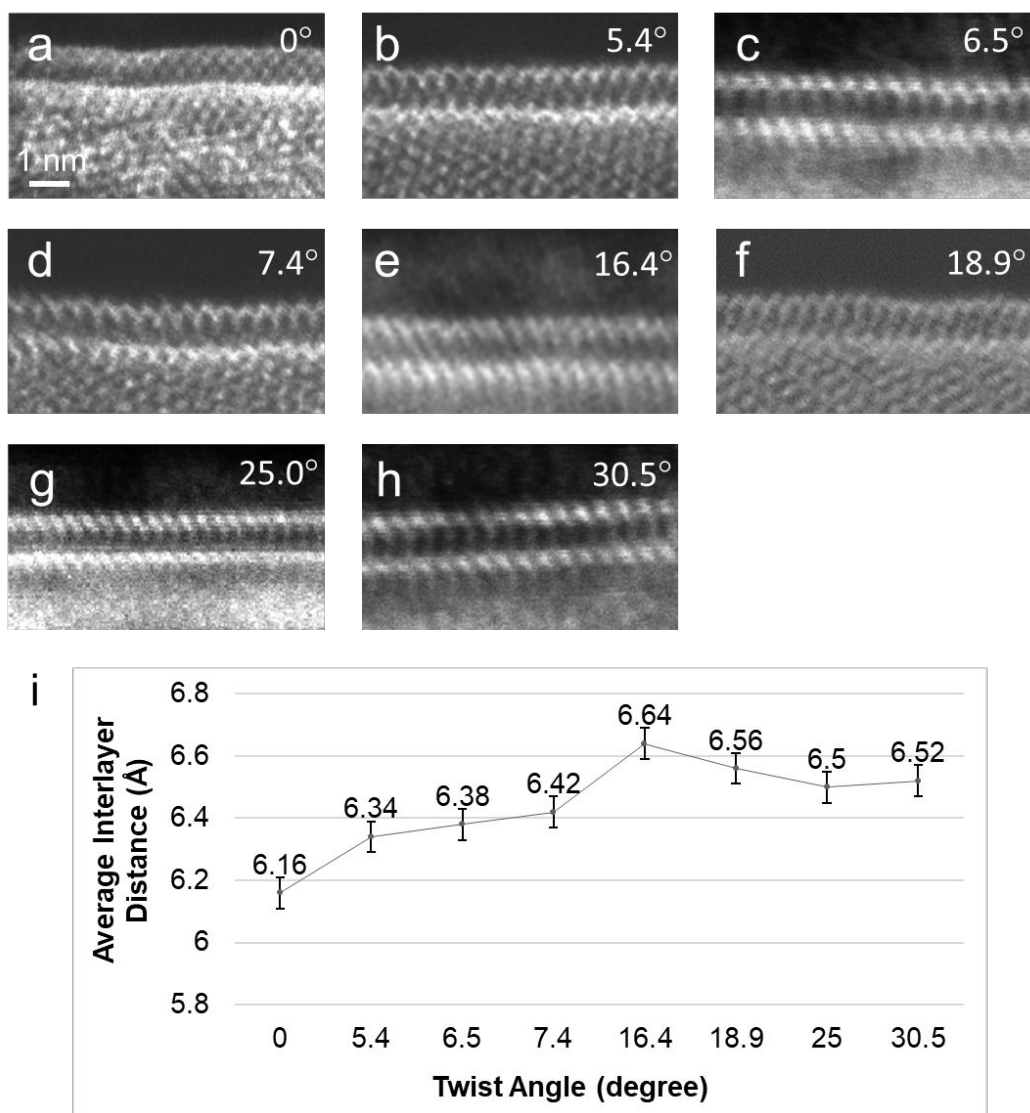 a
0°
1 nm
b
5.4°
c
6.5°
d
7.4°
e
16.4°
f
18.9°
g
25.0°
h
30.5°
i
Average Interlayer
Distance (Å)
6.8
6.6
6.4
6.2
6
5.8
6.16
6.34
6.38
6.42
6.64
6.56
6.5
6.52
0 5.4 6.5 7.4 16.4 18.9 25 30.5
Twist Angle (degree)